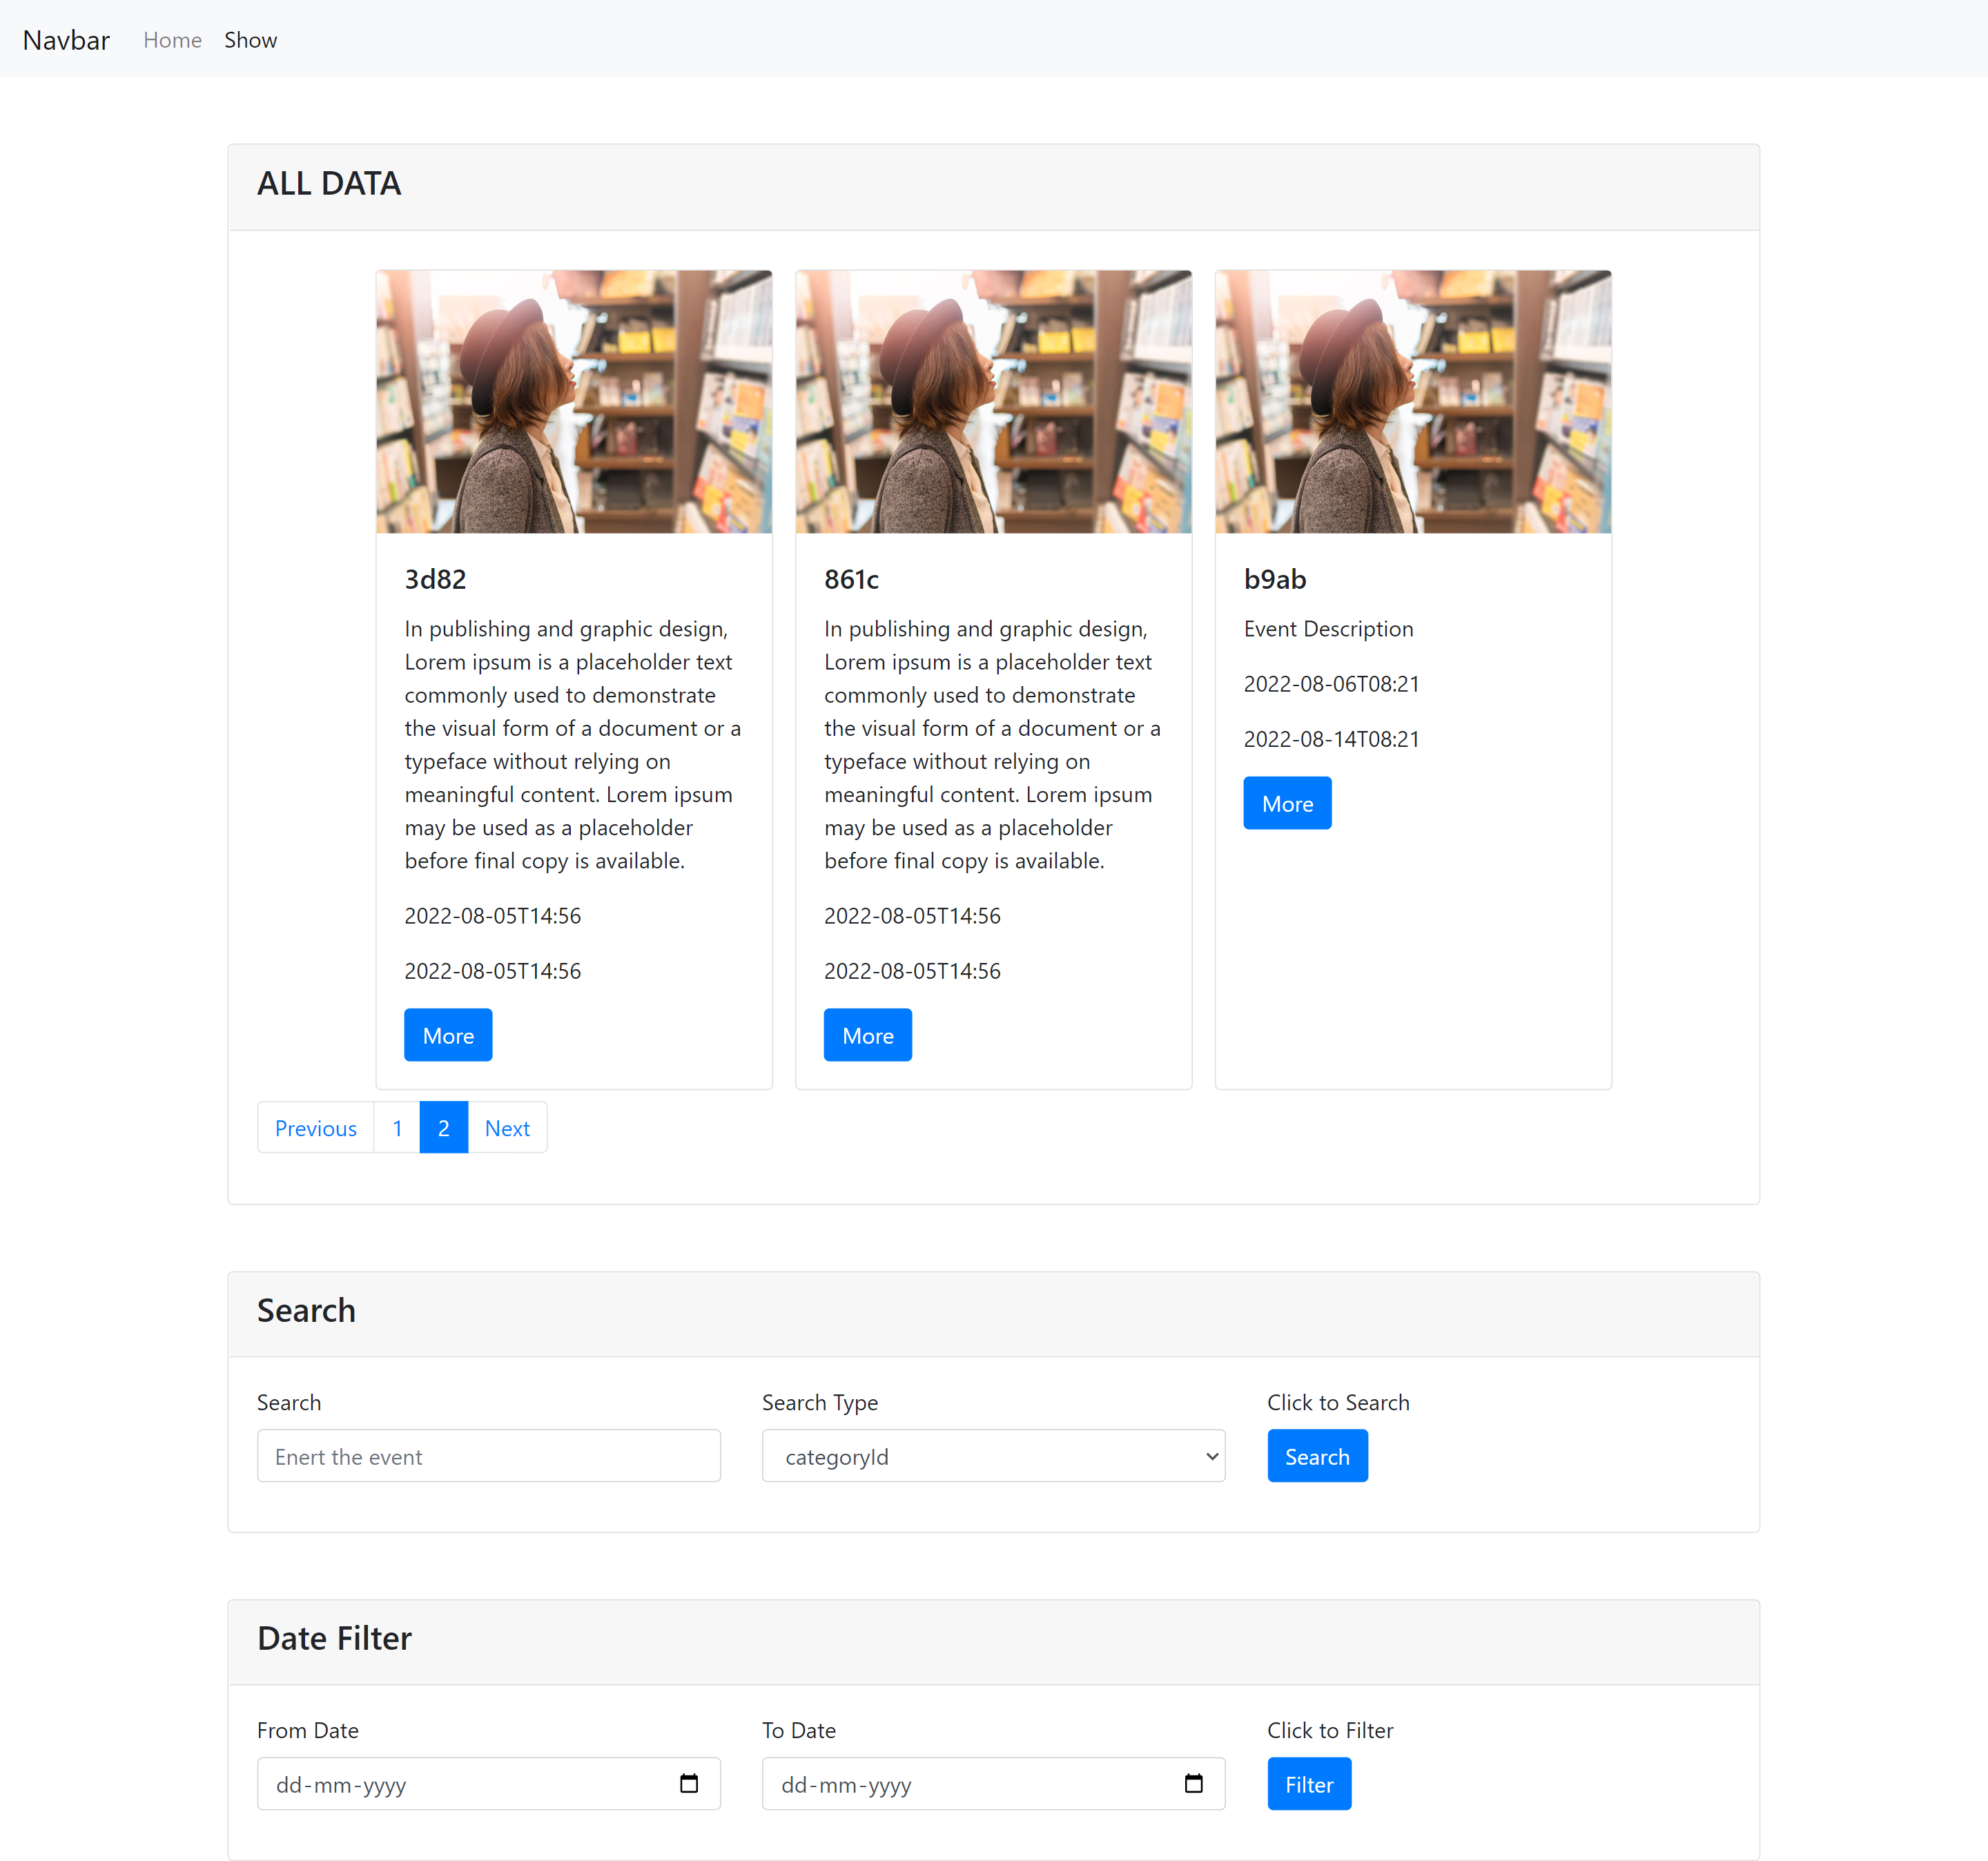 Navbar Home Show
ALL DATA
3d82
In publishing and graphic design,
Lorem ipsum is a placeholder text
commonly used to demonstrate
the visual form of a document or a
typeface without relying on
meaningful content. Lorem ipsum
may be used as a placeholder
before final copy is available.
2022-08-05T14:56
2022-08-05T14:56
More
861c
In publishing and graphic design,
Lorem ipsum is a placeholder text
commonly used to demonstrate
the visual form of a document or a
typeface without relying on
meaningful content. Lorem ipsum
may be used as a placeholder
before final copy is available.
2022-08-05T14:56
2022-08-05T14:56
More
b9ab
Event Description
2022-08-06T08:21
2022-08-14T08:21
More
Previous 1 2 Next
Search
Search
Enert the event
Search Type
categoryId
Click to Search
Search
Date Filter
From Date
dd-mm-yyyy
To Date
dd-mm-yyyy
Click to Filter
Filter